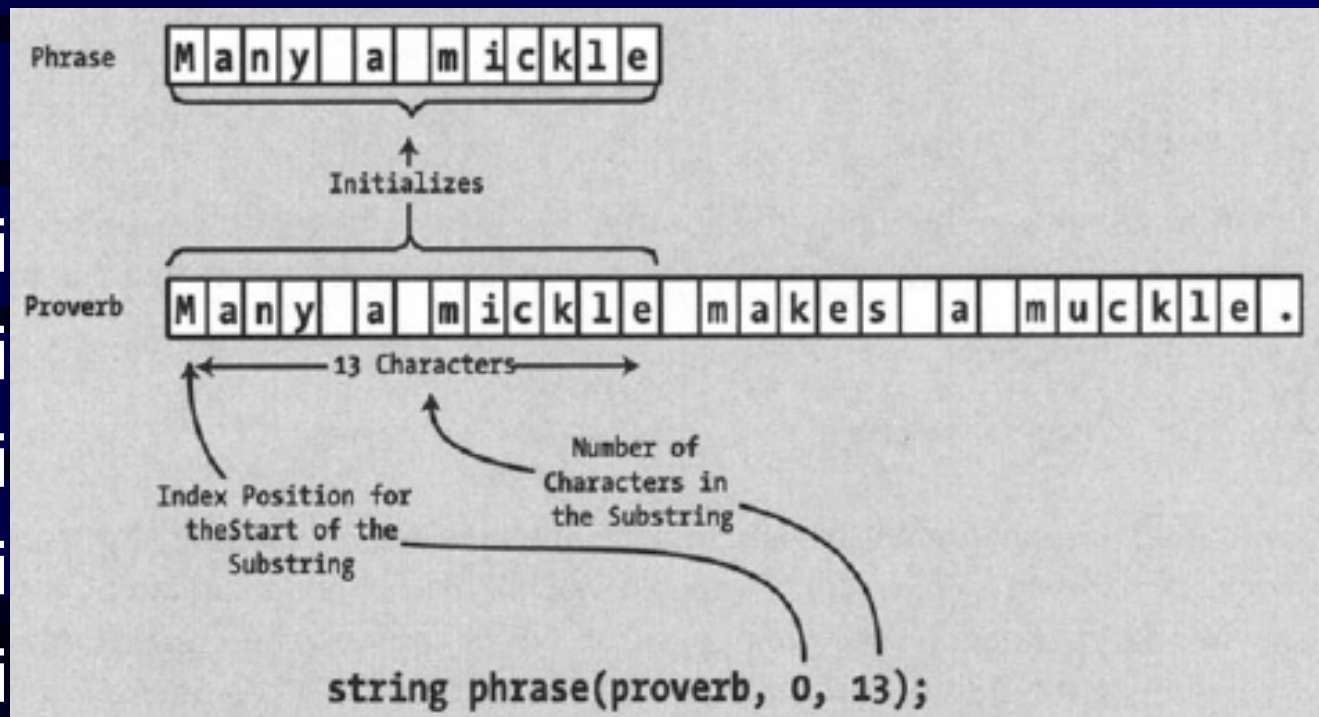 Phrase Many a mickle
Initializes
Proverb Many a mickle makes a muckle.
13 Characters
Number of
Characters in
the Substring
Index Position for
theStart of the
Substring
string phrase(proverb, 0, 13);